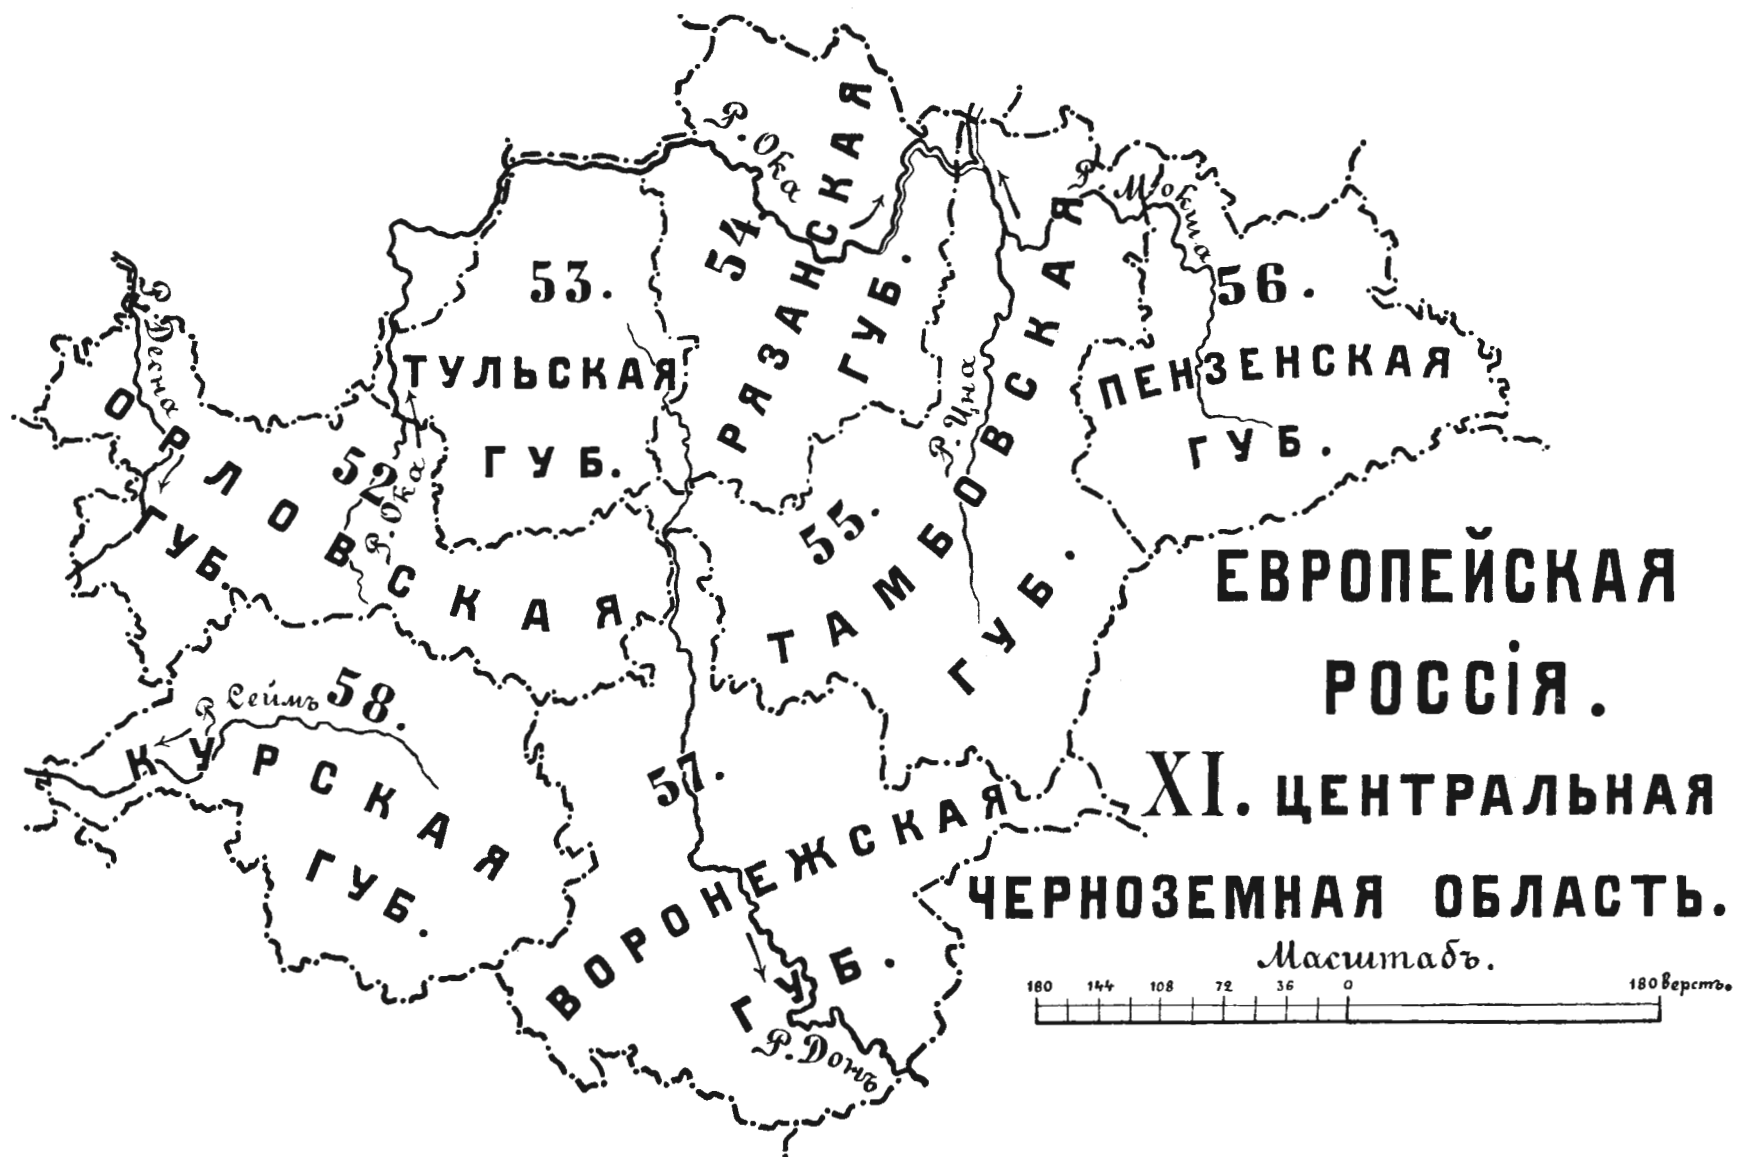 Р. Ока
54
РЯЗАНСКАЯ
ГУБ.
53.
ТУЛЬСКАЯ
ГУБ.
Р. Мокша
56.
ПЕНЗЕНСКАЯ
ГУБ.
Р. Десна
52
Р. Ока
ОРЛОВСКАЯ
ГУБ.
Р. Цна
55.
ТАМБОВСКАЯ
ГУБ.
Р. Сеймъ
58.
КУРСКАЯ
ГУБ.
57.
ВОРОНЕЖСКАЯ
ГУБ.
Р. Донъ
ЕВРОПЕЙСКАЯ
РОССІЯ.
XI. ЦЕНТРАЛЬНАЯ
ЧЕРНОЗЕМНАЯ ОБЛАСТЬ.
Масштабъ.
180 144 108 72 36 0 180 верстъ.